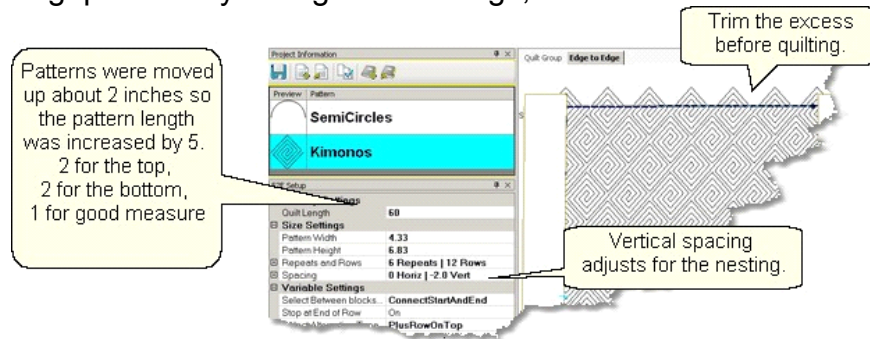 Trim the excess
before quilting.
Patterns were moved
up about 2 inches so
the pattern length
was increased by 5.
2 for the top,
2 for the bottom,
1 for good measure
Project Information
Quilt Group Edge to Edge
Preview Pattern
SemiCircles
Kimonos
Setup
Quilt Length 60
Size Settings
Pattern Width 4.33
Pattern Height 6.83
Repeats and Rows 6 Repeats | 12 Rows
Spacing 0 Horiz | -2.0 Vert
Variable Settings
Select Between blocks... ConnectStartAndEnd
Stop at End of Row On
PlusRowOnTop
Vertical spacing
adjusts for the nesting.